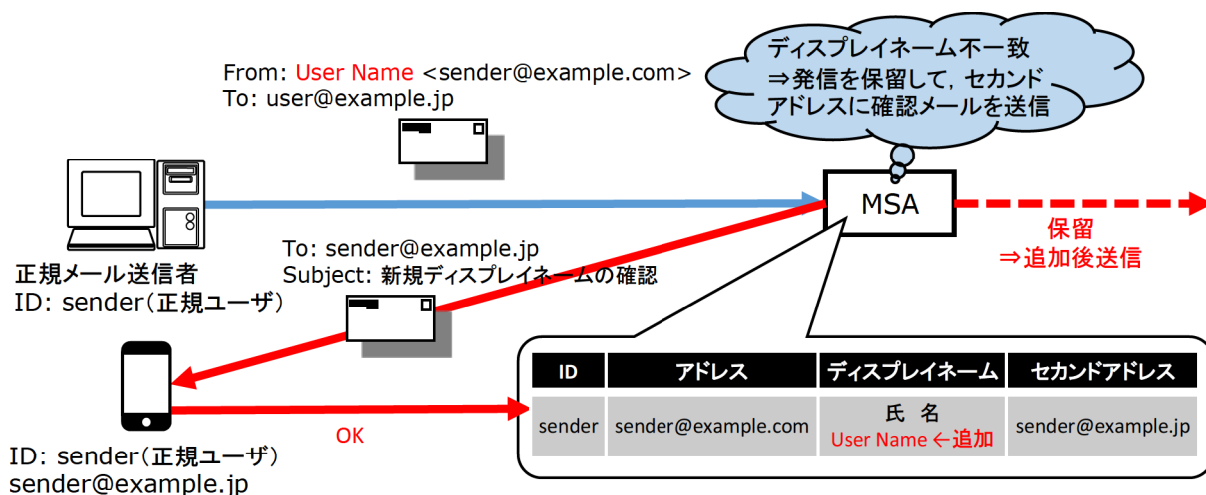 ディスプレイネーム不一致
⇒発信を保留して，セカンド
アドレスに確認メールを送信
From: User Name <sender@example.com>
To: user@example.jp
MSA
保留
⇒追加後送信
正規メール送信者
ID: sender（正規ユーザ）
To: sender@example.jp
Subject: 新規ディスプレイネームの確認
OK
ID: sender（正規ユーザ）
sender@example.jp
ID アドレス ディスプレイネーム セカンドアドレス
sender sender@example.com 氏 名 sender@example.jp
User Name ←追加